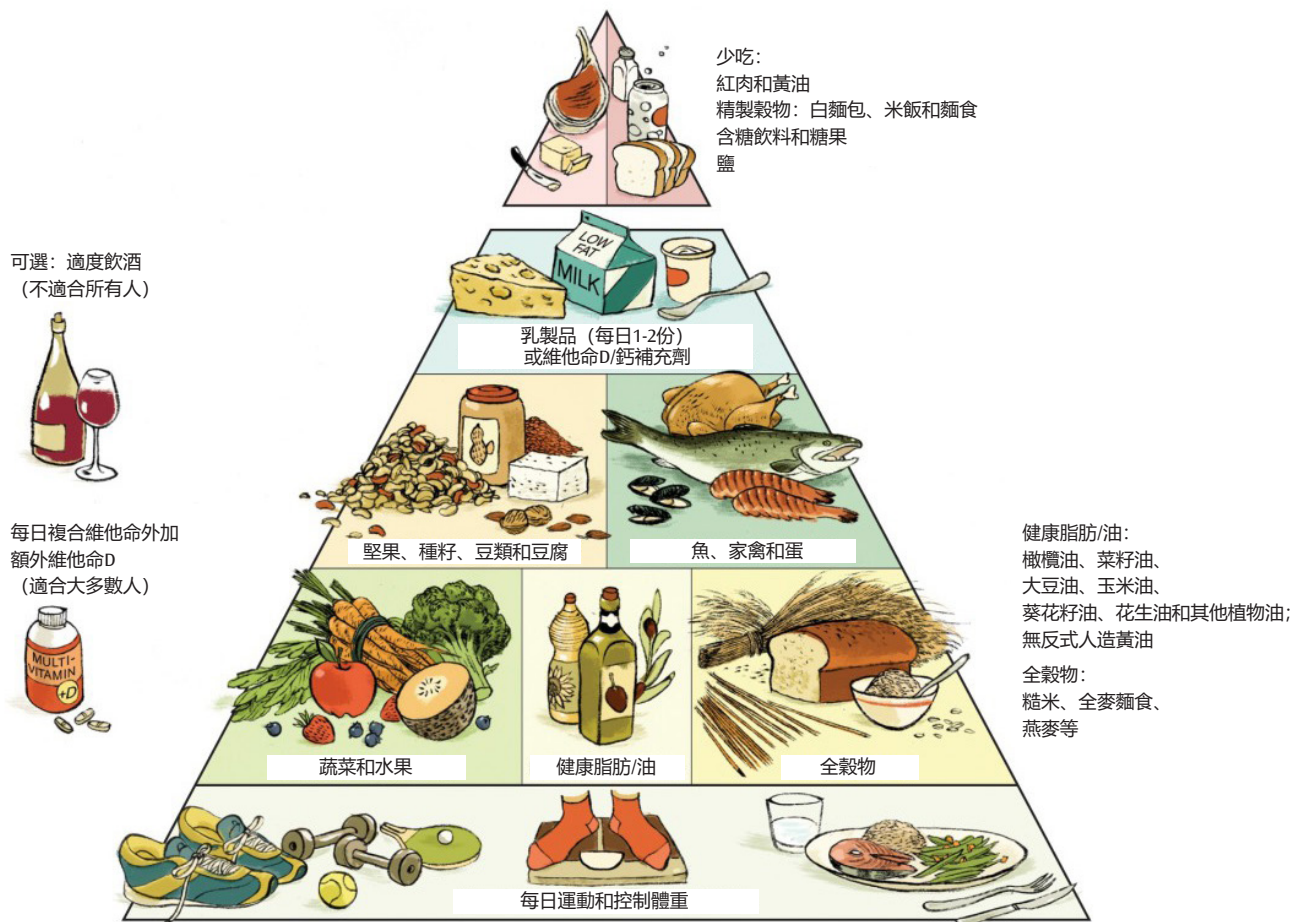 少吃：
紅肉和黃油
精製穀物：白麵包、米飯和麵食
含糖飲料和糖果
鹽
可選：適度飲酒
（不適合所有人）
LOW
FAT
MILK
乳製品（每日1-2份）
或維他命D/鈣補充劑
每日複合維他命外加
額外維他命D
（適合大多數人）
MULTI-
VITAMIN
+D
堅果、種籽、豆類和豆腐
魚、家禽和蛋
健康脂肪/油：
橄欖油、菜籽油、
大豆油、玉米油、
葵花籽油、花生油和其他植物油；
無反式人造黃油
全穀物：
糙米、全麥麵食、
燕麥等
蔬菜和水果
健康脂肪/油
全穀物
每日運動和控制體重